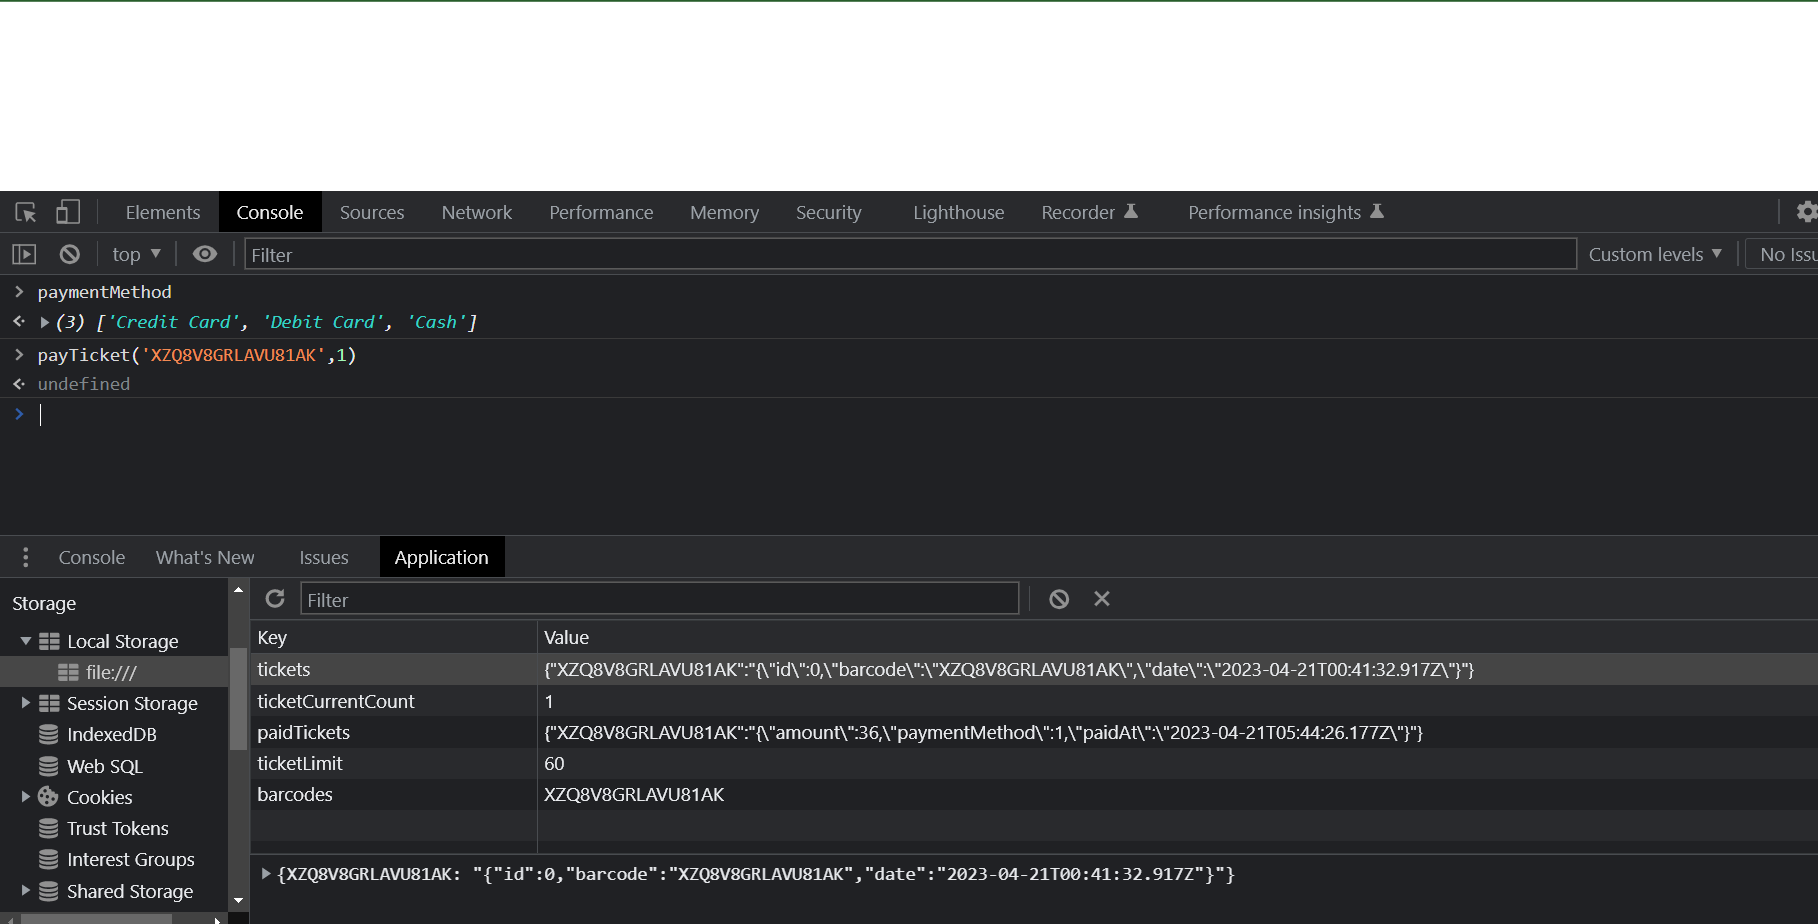 Elements Console Sources Network Performance Memory Security Lighthouse Recorder Performance insights
top Filter Custom levels No Issu
paymentMethod
(3) ['Credit Card', 'Debit Card', 'Cash']
payTicket('XZQ8V8GRLAVU81AK',1)
undefined
Console What's New Issues Application
Storage
Local Storage
file:///
Session Storage
IndexedDB
Web SQL
Cookies
Trust Tokens
Interest Groups
Shared Storage
Filter
Key Value
tickets {"XZQ8V8GRLAVU81AK":"{\"id\":0,\"barcode\":\"XZQ8V8GRLAVU81AK\",\"date\":\"2023-04-21T00:41:32.917Z\"}"}
ticketCurrentCount 1
paidTickets {"XZQ8V8GRLAVU81AK":"{\"amount\":36,\"paymentMethod\":1,\"paidAt\":\"2023-04-21T05:44:26.177Z\"}"}
ticketLimit 60
barcodes XZQ8V8GRLAVU81AK
{XZQ8V8GRLAVU81AK: "{"id":0,"barcode":"XZQ8V8GRLAVU81AK","date":"2023-04-21T00:41:32.917Z"}"}